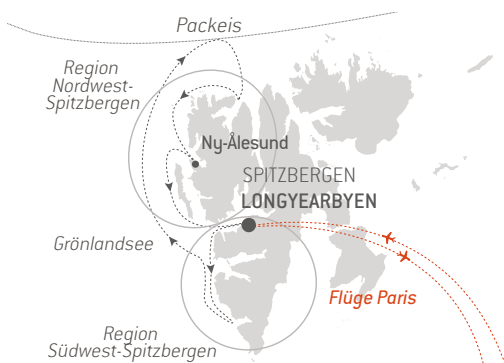 Packeis
Region
Nordwest-
Spitzbergen
Ny-Ålesund
SPITZBERGEN
LONGYEARBYEN
Grönlandsee
Flüge Paris
Region
Südwest-Spitzbergen